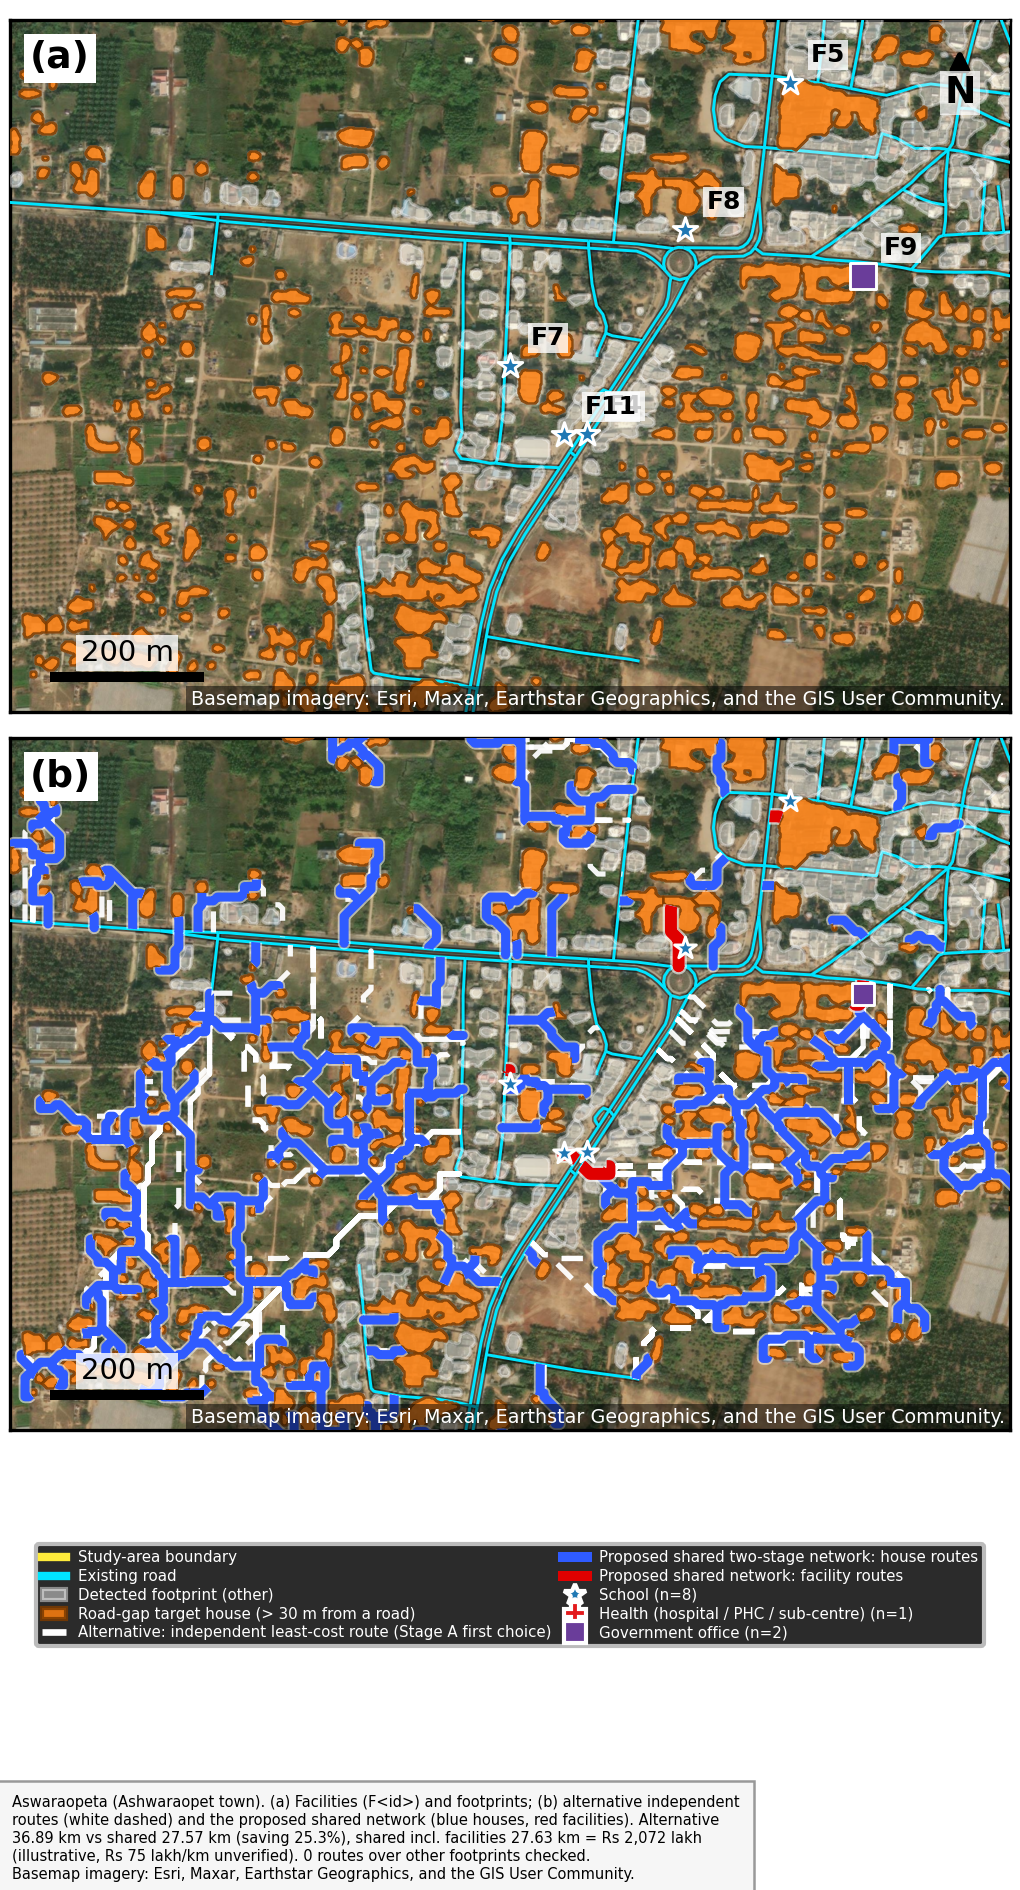 (a)
F5
N
F8
F9
F7
F11
200 m
Basemap imagery: Esri, Maxar, Earthstar Geographics, and the GIS User Community.
(b)
200 m
Basemap imagery: Esri, Maxar, Earthstar Geographics, and the GIS User Community.
Study-area boundary
Existing road
Detected footprint (other)
Road-gap target house (> 30 m from a road)
Alternative: independent least-cost route (Stage A first choice)
Proposed shared two-stage network: house routes
Proposed shared network: facility routes
School (n=8)
Health (hospital / PHC / sub-centre) (n=1)
Government office (n=2)
Aswaraopeta (Ashwaraopet town). (a) Facilities (F<id>) and footprints; (b) alternative independent
routes (white dashed) and the proposed shared network (blue houses, red facilities). Alternative
36.89 km vs shared 27.57 km (saving 25.3%), shared incl. facilities 27.63 km = Rs 2,072 lakh
(illustrative, Rs 75 lakh/km unverified). 0 routes over other footprints checked.
Basemap imagery: Esri, Maxar, Earthstar Geographics, and the GIS User Community.